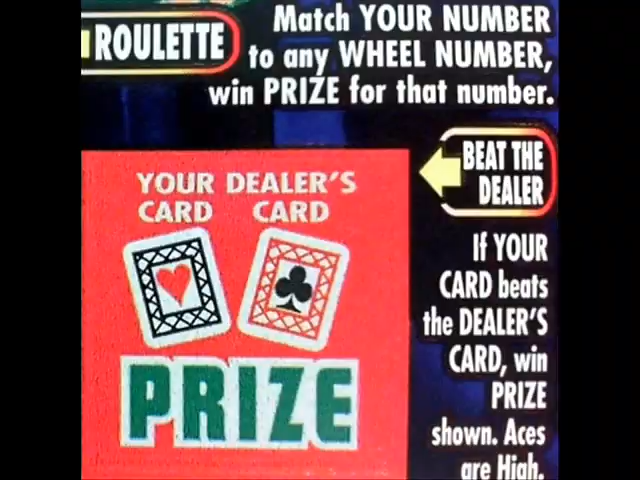 ROULETTE
Match YOUR NUMBER
to any WHEEL NUMBER,
win PRIZE for that number.
BEAT THE
DEALER
If YOUR
CARD beats
the DEALER'S
CARD, win
PRIZE
shown. Aces
are High.
YOUR DEALER'S
CARD CARD
PRIZE